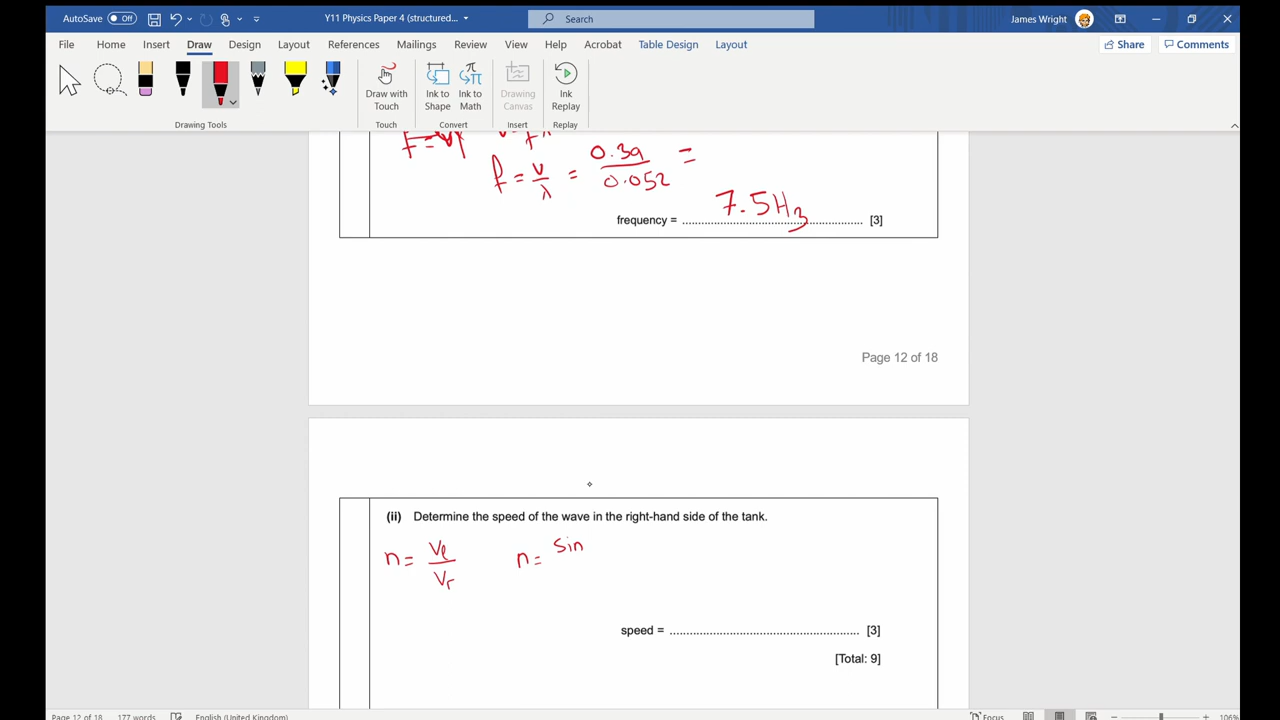 AutoSave Off Y11 Physics Paper 4 (structured... Search James Wright
File Home Insert Draw Design Layout References Mailings Review View Help Acrobat Table Design Layout Share Comments
Draw with Touch
Ink to Shape
Ink to Math
Drawing Canvas
Ink Replay
Drawing Tools Touch Convert Insert Replay
f = v/λ = 0.39/0.052 =
7.5Hz
frequency = ................................................ [3]
Page 12 of 18
(ii) Determine the speed of the wave in the right-hand side of the tank.
n = vl/vr n = sin
speed = ................................................ [3]
[Total: 9]
Page 12 of 18 177 words English (United Kingdom) Focus 106%